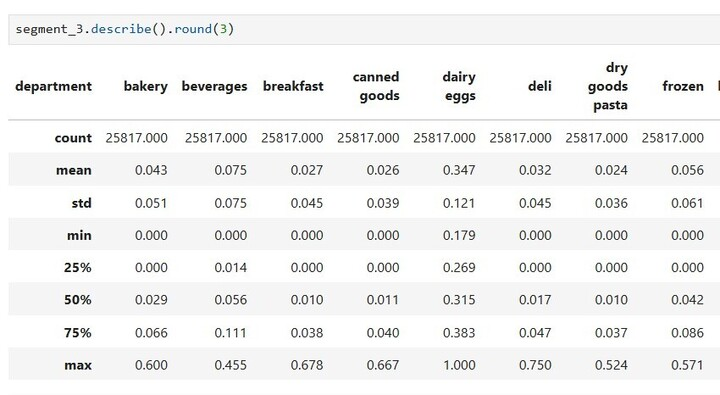 segment_3.describe().round(3)
department bakery beverages breakfast canned goods dairy eggs deli dry goods pasta frozen
count 25817.000 25817.000 25817.000 25817.000 25817.000 25817.000 25817.000 25817.000
mean 0.043 0.075 0.027 0.026 0.347 0.032 0.024 0.056
std 0.051 0.075 0.045 0.039 0.121 0.045 0.036 0.061
min 0.000 0.000 0.000 0.000 0.179 0.000 0.000 0.000
25% 0.000 0.014 0.000 0.000 0.269 0.000 0.000 0.000
50% 0.029 0.056 0.010 0.011 0.315 0.017 0.010 0.042
75% 0.066 0.111 0.038 0.040 0.383 0.047 0.037 0.086
max 0.600 0.455 0.678 0.667 1.000 0.750 0.524 0.571